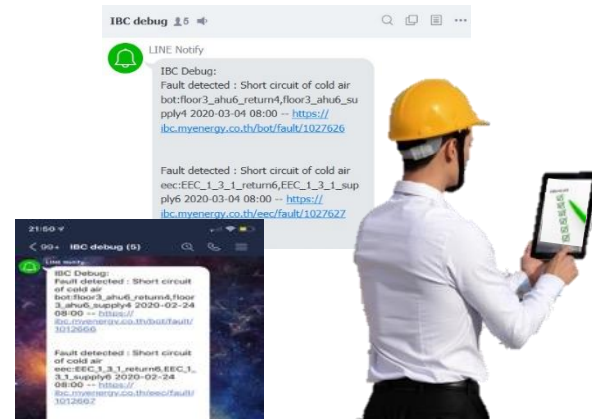 IBC debug 5
LINE Notify
IBC Debug:
Fault detected : Short circuit of cold air
bot:floor3_ahu6_return4,floor3_ahu6_su
pply4 2020-03-04 08:00 -- https://
ibc.myenergy.co.th/bot/fault/1027626
Fault detected : Short circuit of cold air
eec:EEC_1_3_1_return6,EEC_1_3_1_sup
ply6 2020-03-04 08:00 -- https://
ibc.myenergy.co.th/eec/fault/1027627
21:50
99+ IBC debug (5)
LINE Notify
IBC Debug:
Fault detected : Short circuit
of cold air
bot:floor3_ahu6_return4,floor
3_ahu6_supply4 2020-02-24
08:00 -- https://
ibc.myenergy.co.th/bot/fault/
1012666
Fault detected : Short circuit
of cold air
eec:EEC_1_3_1_return6,EEC_1_
3_1_supply6 2020-02-24
08:00 -- https://
ibc.myenergy.co.th/eec/fault/
1012667